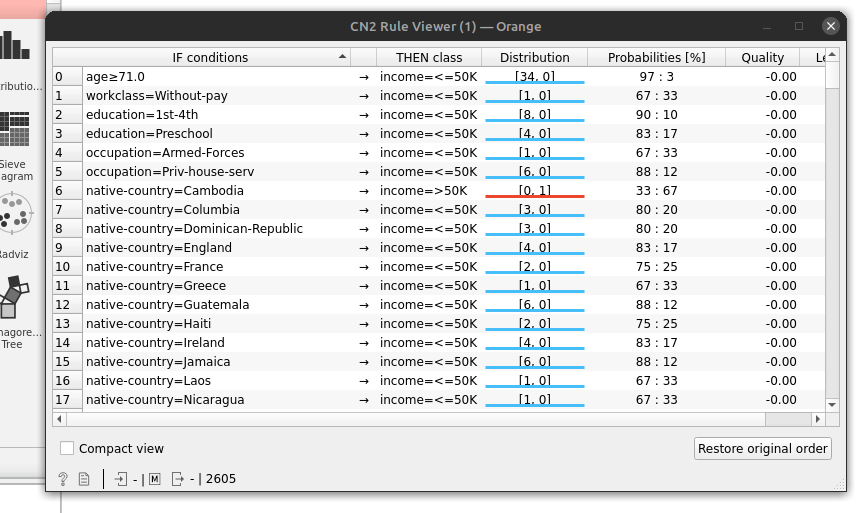 CN2 Rule Viewer (1) — Orange
IF conditions THEN class Distribution Probabilities [%] Quality Le
0 age≥71.0 → income=<=50K [34, 0] 97 : 3 -0.00
1 workclass=Without-pay → income=<=50K [1, 0] 67 : 33 -0.00
2 education=1st-4th → income=<=50K [8, 0] 90 : 10 -0.00
3 education=Preschool → income=<=50K [4, 0] 83 : 17 -0.00
4 occupation=Armed-Forces → income=<=50K [1, 0] 67 : 33 -0.00
5 occupation=Priv-house-serv → income=<=50K [6, 0] 88 : 12 -0.00
6 native-country=Cambodia → income=>50K [0, 1] 33 : 67 -0.00
7 native-country=Columbia → income=<=50K [3, 0] 80 : 20 -0.00
8 native-country=Dominican-Republic → income=<=50K [3, 0] 80 : 20 -0.00
9 native-country=England → income=<=50K [4, 0] 83 : 17 -0.00
10 native-country=France → income=<=50K [2, 0] 75 : 25 -0.00
11 native-country=Greece → income=<=50K [1, 0] 67 : 33 -0.00
12 native-country=Guatemala → income=<=50K [6, 0] 88 : 12 -0.00
13 native-country=Haiti → income=<=50K [2, 0] 75 : 25 -0.00
14 native-country=Ireland → income=<=50K [4, 0] 83 : 17 -0.00
15 native-country=Jamaica → income=<=50K [6, 0] 88 : 12 -0.00
16 native-country=Laos → income=<=50K [1, 0] 67 : 33 -0.00
17 native-country=Nicaragua → income=<=50K [1, 0] 67 : 33 -0.00
Compact view Restore original order
? - | M - | 2605
ributio...
Sieve
agram
Radviz
nagore...
Tree